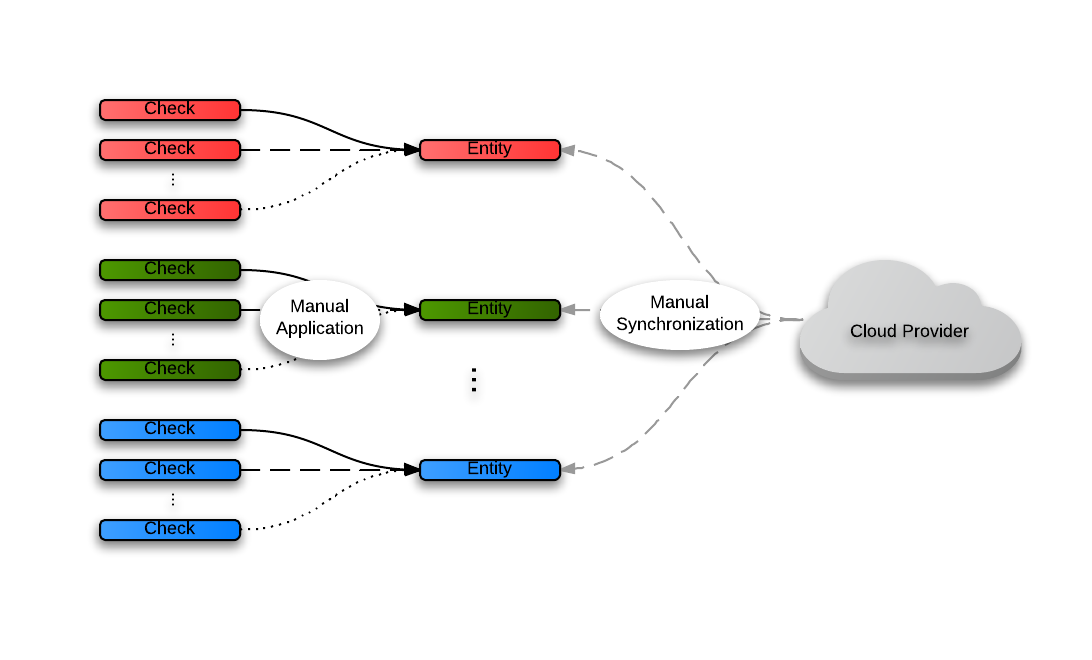 Check
Check
Entity
Check
Check
Check
Manual
Application
Entity
Manual
Synchronization
Cloud Provider
Check
Check
Check
Entity
Check